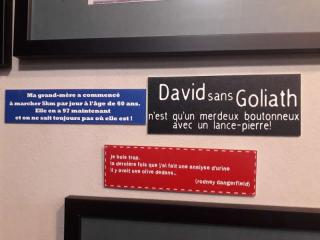 Ma grand-mère a commencé
à marcher 5km par jour à l'âge de 60 ans.
Elle en a 97 maintenant
et on ne sait toujours pas où elle est !
David sans Goliath
n'est qu'un merdeux boutonneux
avec un lance-pierre!
je bois trop.
la dernière fois que j'ai fait une analyse d'urine
il y avait une olive dedans...
(rodney dangerfield)